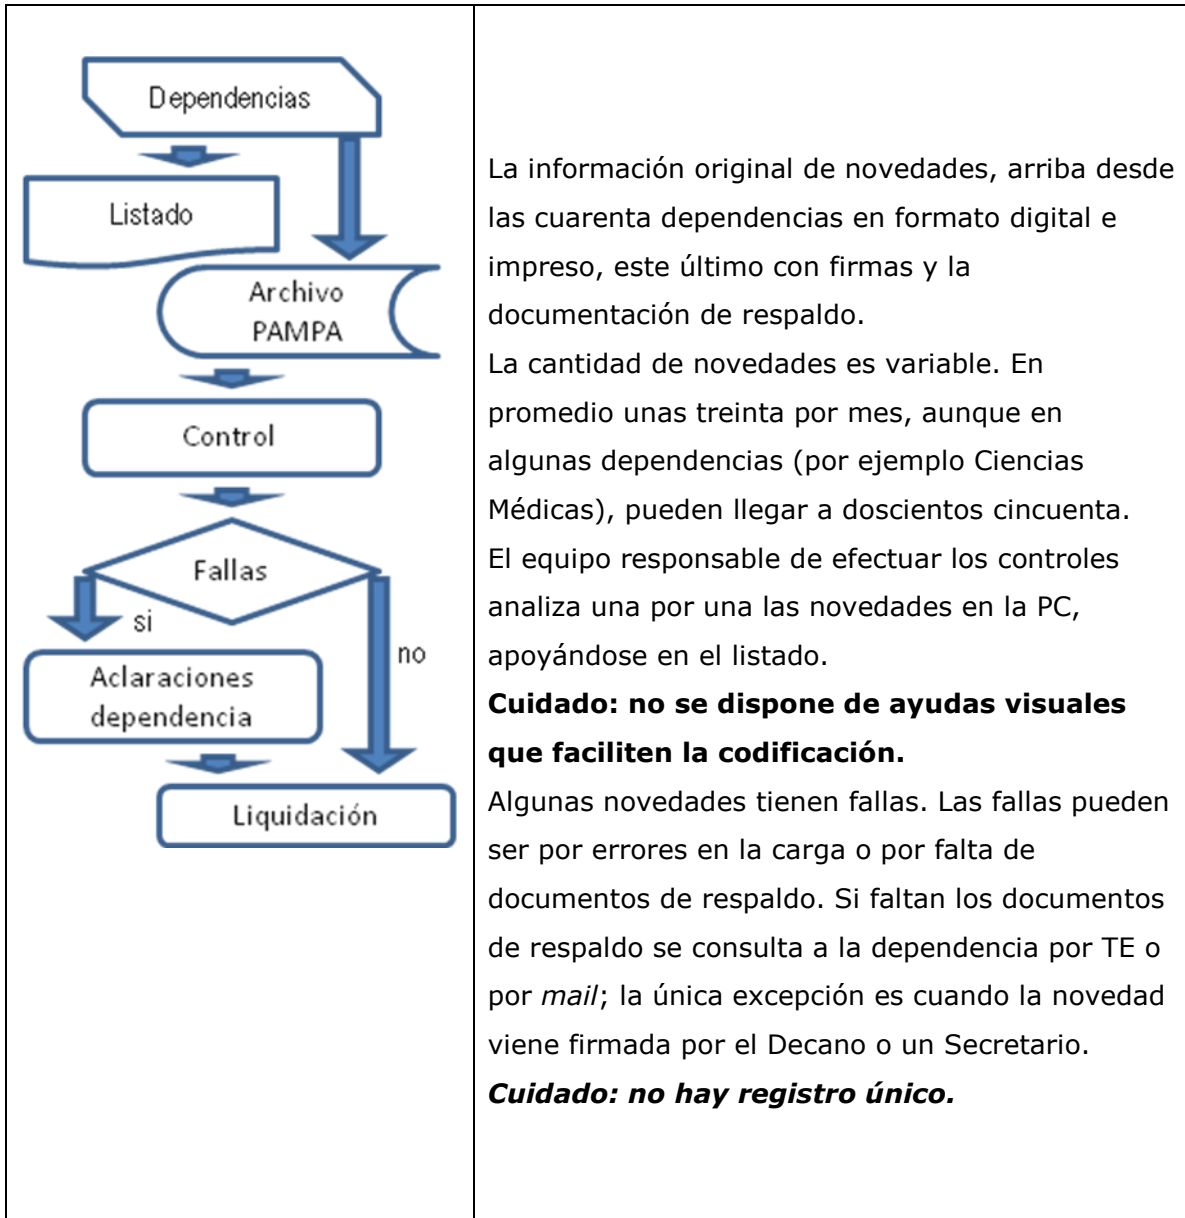 Dependencias
Listado
Archivo
PAMPA
Control
Fallas
si
no
Aclaraciones
dependencia
Liquidación
La información original de novedades, arriba desde
las cuarenta dependencias en formato digital e
impreso, este último con firmas y la
documentación de respaldo.
La cantidad de novedades es variable. En
promedio unas treinta por mes, aunque en
algunas dependencias (por ejemplo Ciencias
Médicas), pueden llegar a doscientos cincuenta.
El equipo responsable de efectuar los controles
analiza una por una las novedades en la PC,
apoyándose en el listado.
Cuidado: no se dispone de ayudas visuales
que faciliten la codificación.
Algunas novedades tienen fallas. Las fallas pueden
ser por errores en la carga o por falta de
documentos de respaldo. Si faltan los documentos
de respaldo se consulta a la dependencia por TE o
por mail; la única excepción es cuando la novedad
viene firmada por el Decano o un Secretario.
Cuidado: no hay registro único.